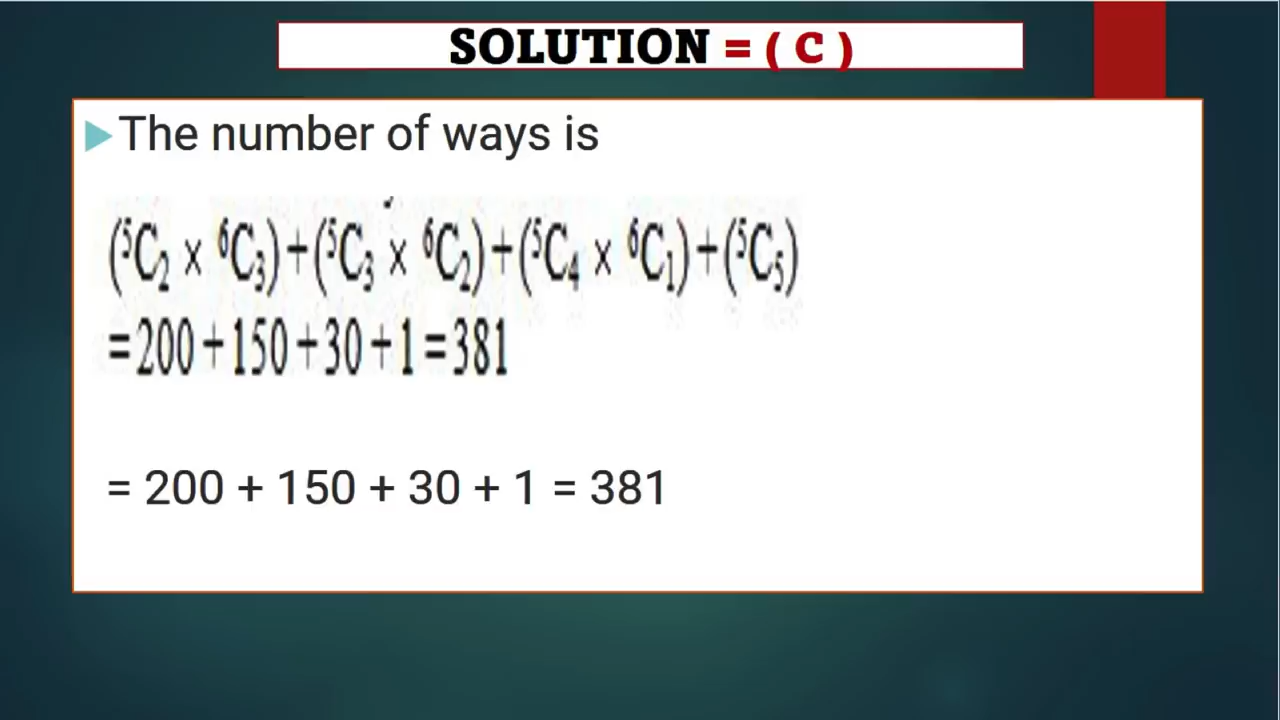 SOLUTION = ( C )
The number of ways is
(⁵C₂ × ⁶C₃)+(⁵C₃ × ⁶C₂)+(⁵C₄ × ⁶C₁)+(⁵C₅)
=200+150+30+1=381
= 200 + 150 + 30 + 1 = 381